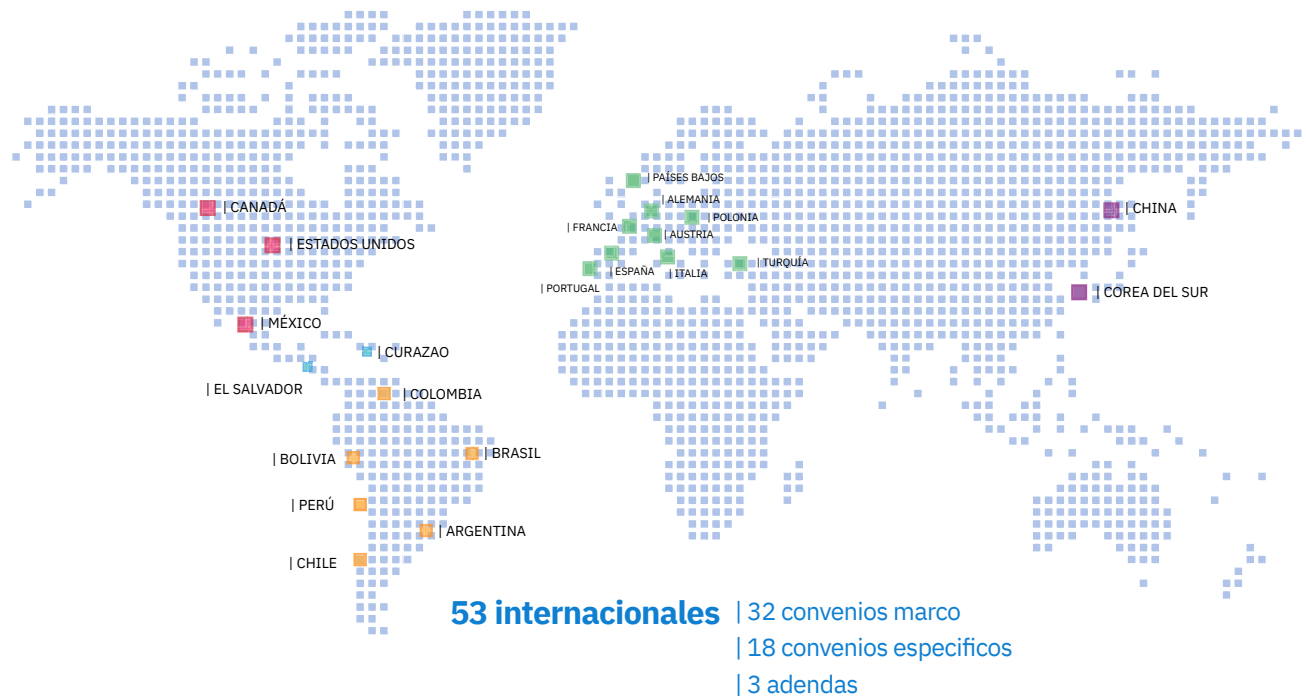 | PAÍSES BAJOS
| ALEMANIA
| CANADÁ
| CHINA
| POLONIA
| FRANCIA
| AUSTRIA
| ESTADOS UNIDOS
| TURQUÍA
| ESPAÑA
| ITALIA
| PORTUGAL
| COREA DEL SUR
| MÉXICO
| CURAZAO
| EL SALVADOR
| COLOMBIA
| BRASIL
| BOLIVIA
| PERÚ
| ARGENTINA
| CHILE
53 internacionales
| 32 convenios marco
| 18 convenios especificos
| 3 adendas